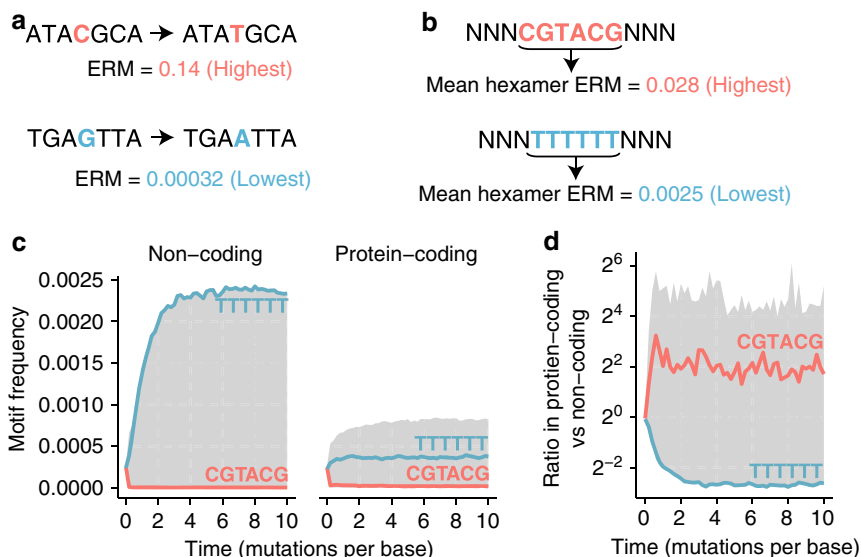 a
ATACGCA → ATATGCA
ERM = 0.14 (Highest)
TGAGTTA → TGAATTA
ERM = 0.00032 (Lowest)
b
NNNCGTACGNNN
Mean hexamer ERM = 0.028 (Highest)
NNNTTTTTTNNN
Mean hexamer ERM = 0.0025 (Lowest)
c
Non−coding
Protein−coding
Motif frequency
0.0025
0.0020
0.0015
0.0010
0.0005
0.0000
TTTTTT
CGTACG
TTTTTT
CGTACG
0 2 4 6 8 10
0 2 4 6 8 10
Time (mutations per base)
d
Ratio in protien−coding
vs non−coding
2^6
2^4
2^2
2^0
2^−2
CGTACG
TTTTTT
0 2 4 6 8 10
Time (mutations per base)